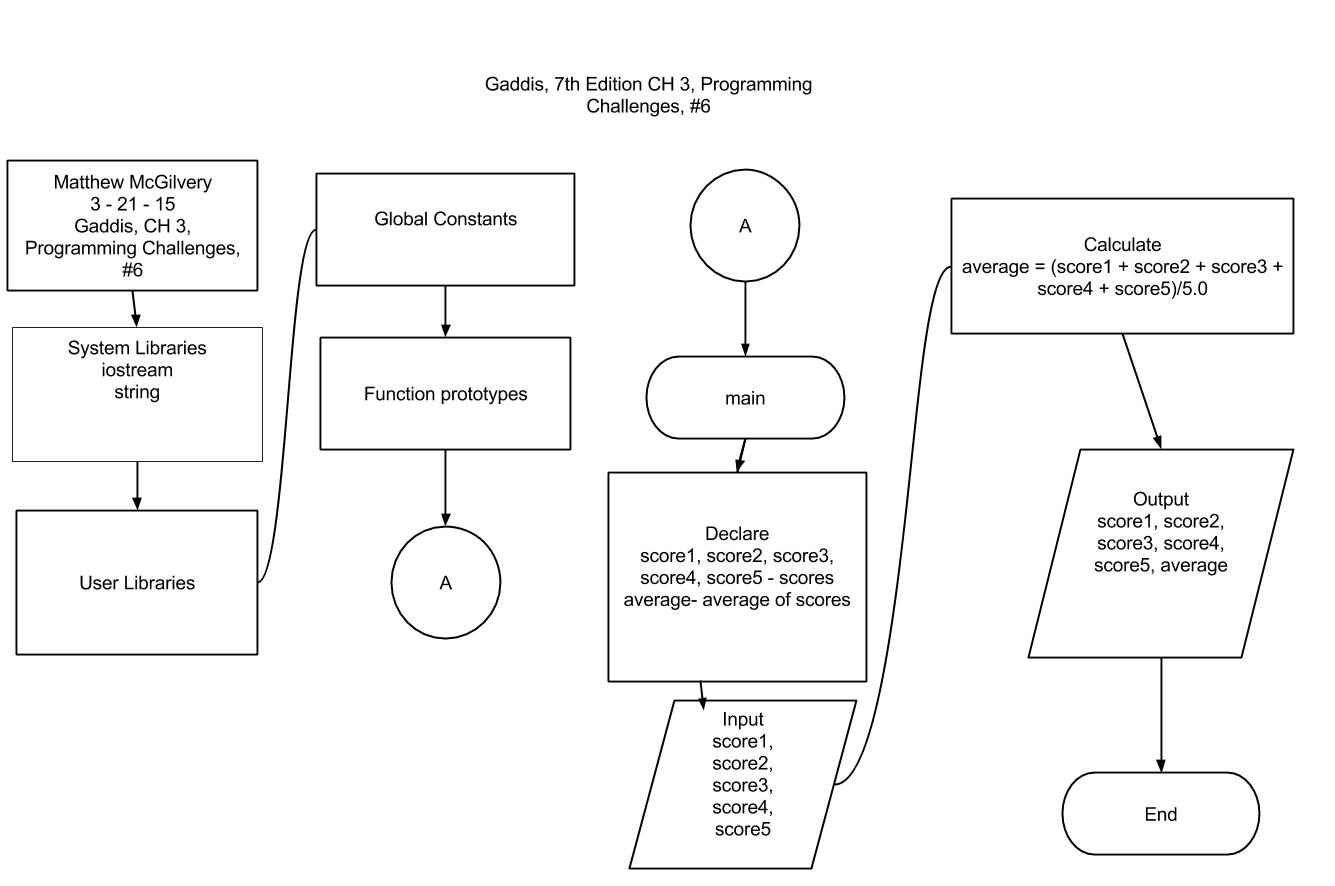 Gaddis, 7th Edition CH 3, Programming
Challenges, #6
Matthew McGilvery
3 - 21 - 15
Gaddis, CH 3,
Programming Challenges,
#6
System Libraries
iostream
string
User Libraries
Global Constants
Function prototypes
A
A
main
Declare
score1, score2, score3,
score4, score5 - scores
average- average of scores
Input
score1,
score2,
score3,
score4,
score5
Calculate
average = (score1 + score2 + score3 +
score4 + score5)/5.0
Output
score1, score2,
score3, score4,
score5, average
End